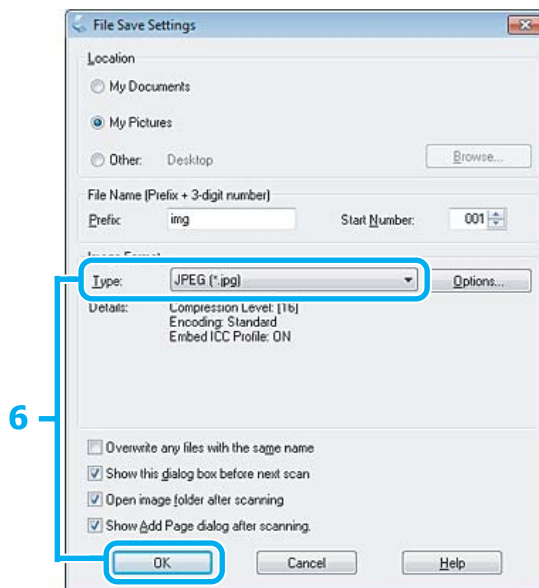 File Save Settings
Location
My Documents
My Pictures
Other: Desktop Browse...
File Name (Prefix + 3-digit number)
Prefix: img Start Number: 001
Image Format
Type: JPEG (*.jpg) Options...
Details: Compression Level: [16]
Encoding: Standard
Embed ICC Profile: ON
6
Overwrite any files with the same name
Show this dialog box before next scan
Open image folder after scanning
Show Add Page dialog after scanning.
OK Cancel Help